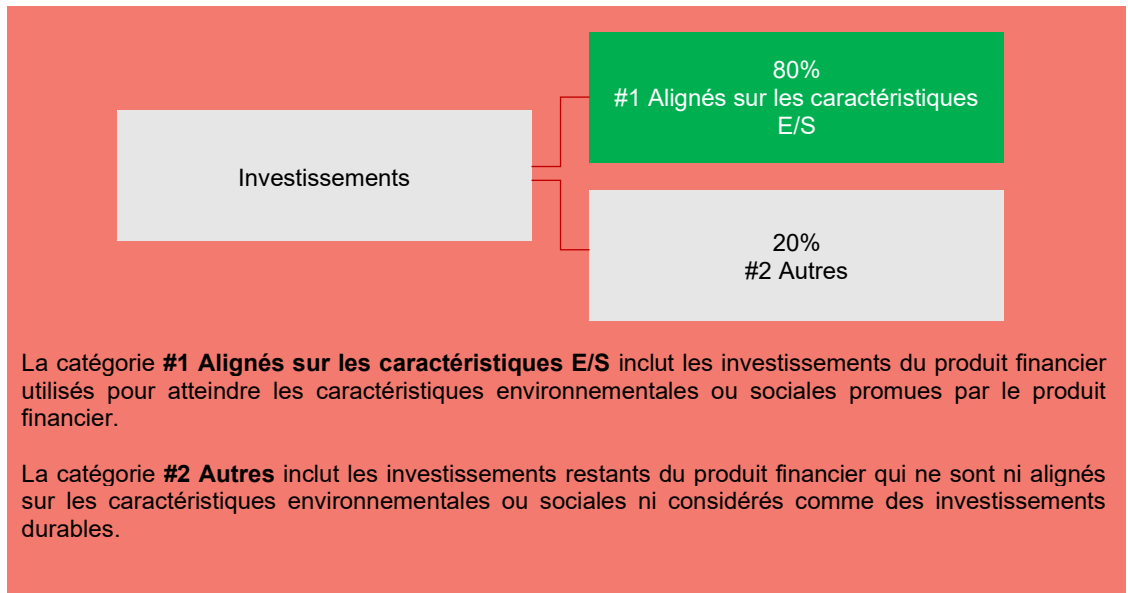 80%
#1 Alignés sur les caractéristiques
E/S
Investissements
20%
#2 Autres
La catégorie #1 Alignés sur les caractéristiques E/S inclut les investissements du produit financier
utilisés pour atteindre les caractéristiques environnementales ou sociales promues par le produit
financier.
La catégorie #2 Autres inclut les investissements restants du produit financier qui ne sont ni alignés
sur les caractéristiques environnementales ou sociales ni considérés comme des investissements
durables.